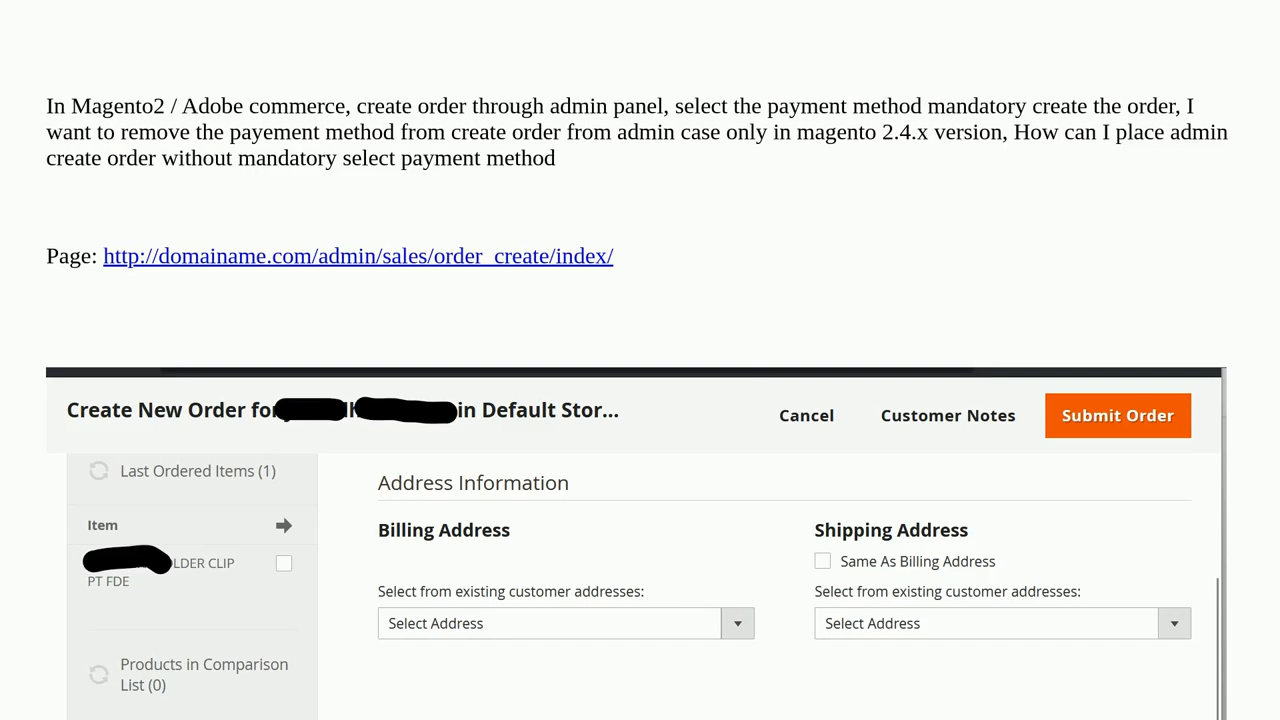 In Magento2 / Adobe commerce, create order through admin panel, select the payment method mandatory create the order, I
want to remove the payement method from create order from admin case only in magento 2.4.x version, How can I place admin
create order without mandatory select payment method
Page: http://domainame.com/admin/sales/order_create/index/
Create New Order for in Default Stor...
Cancel
Customer Notes
Submit Order
Last Ordered Items (1)
Item
LDER CLIP
PT FDE
Products in Comparison
List (0)
Address Information
Billing Address
Select from existing customer addresses:
Select Address
Shipping Address
Same As Billing Address
Select from existing customer addresses:
Select Address